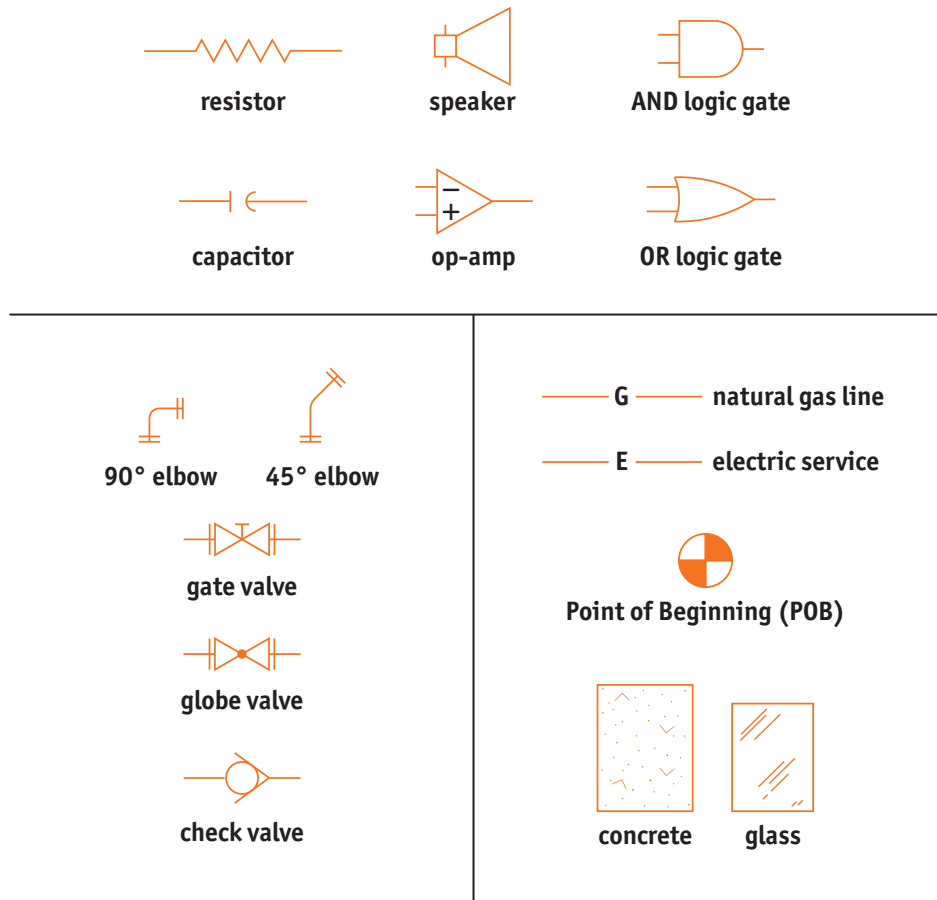 resistor
speaker
AND logic gate
−
+
capacitor
op-amp
OR logic gate
90° elbow
45° elbow
gate valve
globe valve
check valve
G natural gas line
E electric service
Point of Beginning (POB)
concrete
glass